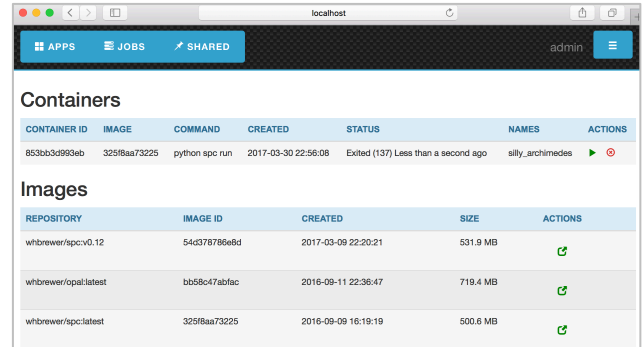 localhost
APPS JOBS SHARED admin
Containers
CONTAINER ID IMAGE COMMAND CREATED STATUS NAMES ACTIONS
853bb3d993eb 325f8aa73225 python spc run 2017-03-30 22:56:08 Exited (137) Less than a second ago silly_archimedes
Images
REPOSITORY IMAGE ID CREATED SIZE ACTIONS
whbrewer/spc:v0.12 54d378786e8d 2017-03-09 22:20:21 531.9 MB
whbrewer/opal:latest bb58c47abfac 2016-09-11 22:36:47 719.4 MB
whbrewer/spc:latest 325f8aa73225 2016-09-09 16:19:19 500.6 MB